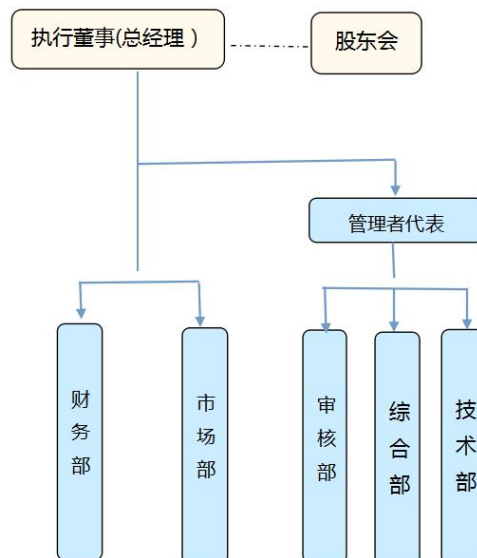 执行董事(总经理）
股东会
管理者代表
财务部
市场部
审核部
综合部
技术部